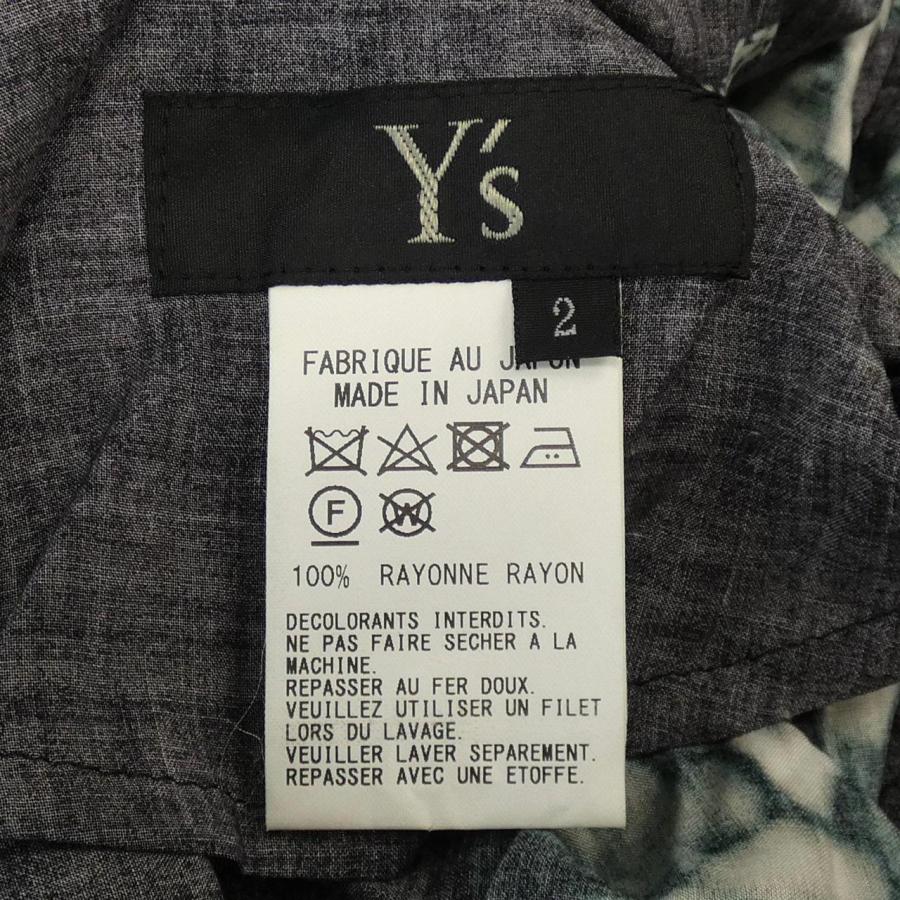 Y's
2
FABRIQUE AU JAPON
MADE IN JAPAN
F
W
100% RAYONNE RAYON
DECOLORANTS INTERDITS.
NE PAS FAIRE SECHER A LA
MACHINE.
REPASSER AU FER DOUX.
VEUILLEZ UTILISER UN FILET
LORS DU LAVAGE.
VEUILLER LAVER SEPAREMENT.
REPASSER AVEC UNE ETOFFE.